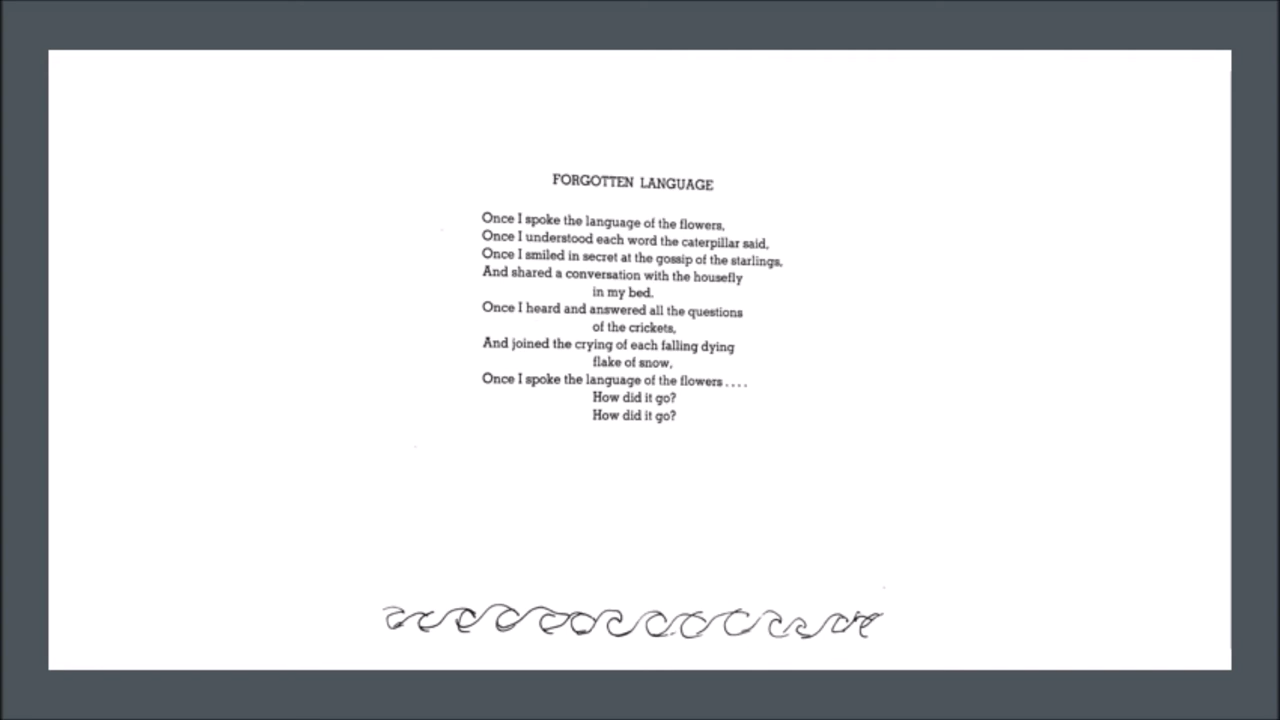 FORGOTTEN LANGUAGE
Once I spoke the language of the flowers,
Once I understood each word the caterpillar said,
Once I smiled in secret at the gossip of the starlings,
And shared a conversation with the housefly
in my bed.
Once I heard and answered all the questions
of the crickets,
And joined the crying of each falling dying
flake of snow,
Once I spoke the language of the flowers . . . .
How did it go?
How did it go?